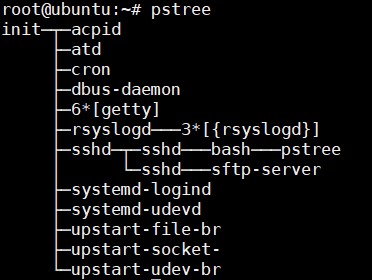 root@ubuntu:~# pstree
init─┬─acpid
     ├─atd
     ├─cron
     ├─dbus-daemon
     ├─6*[getty]
     ├─rsyslogd───3*[{rsyslogd}]
     ├─sshd─┬─sshd───bash───pstree
     │      └─sshd───sftp-server
     ├─systemd-logind
     ├─systemd-udevd
     ├─upstart-file-br
     ├─upstart-socket-
     └─upstart-udev-br